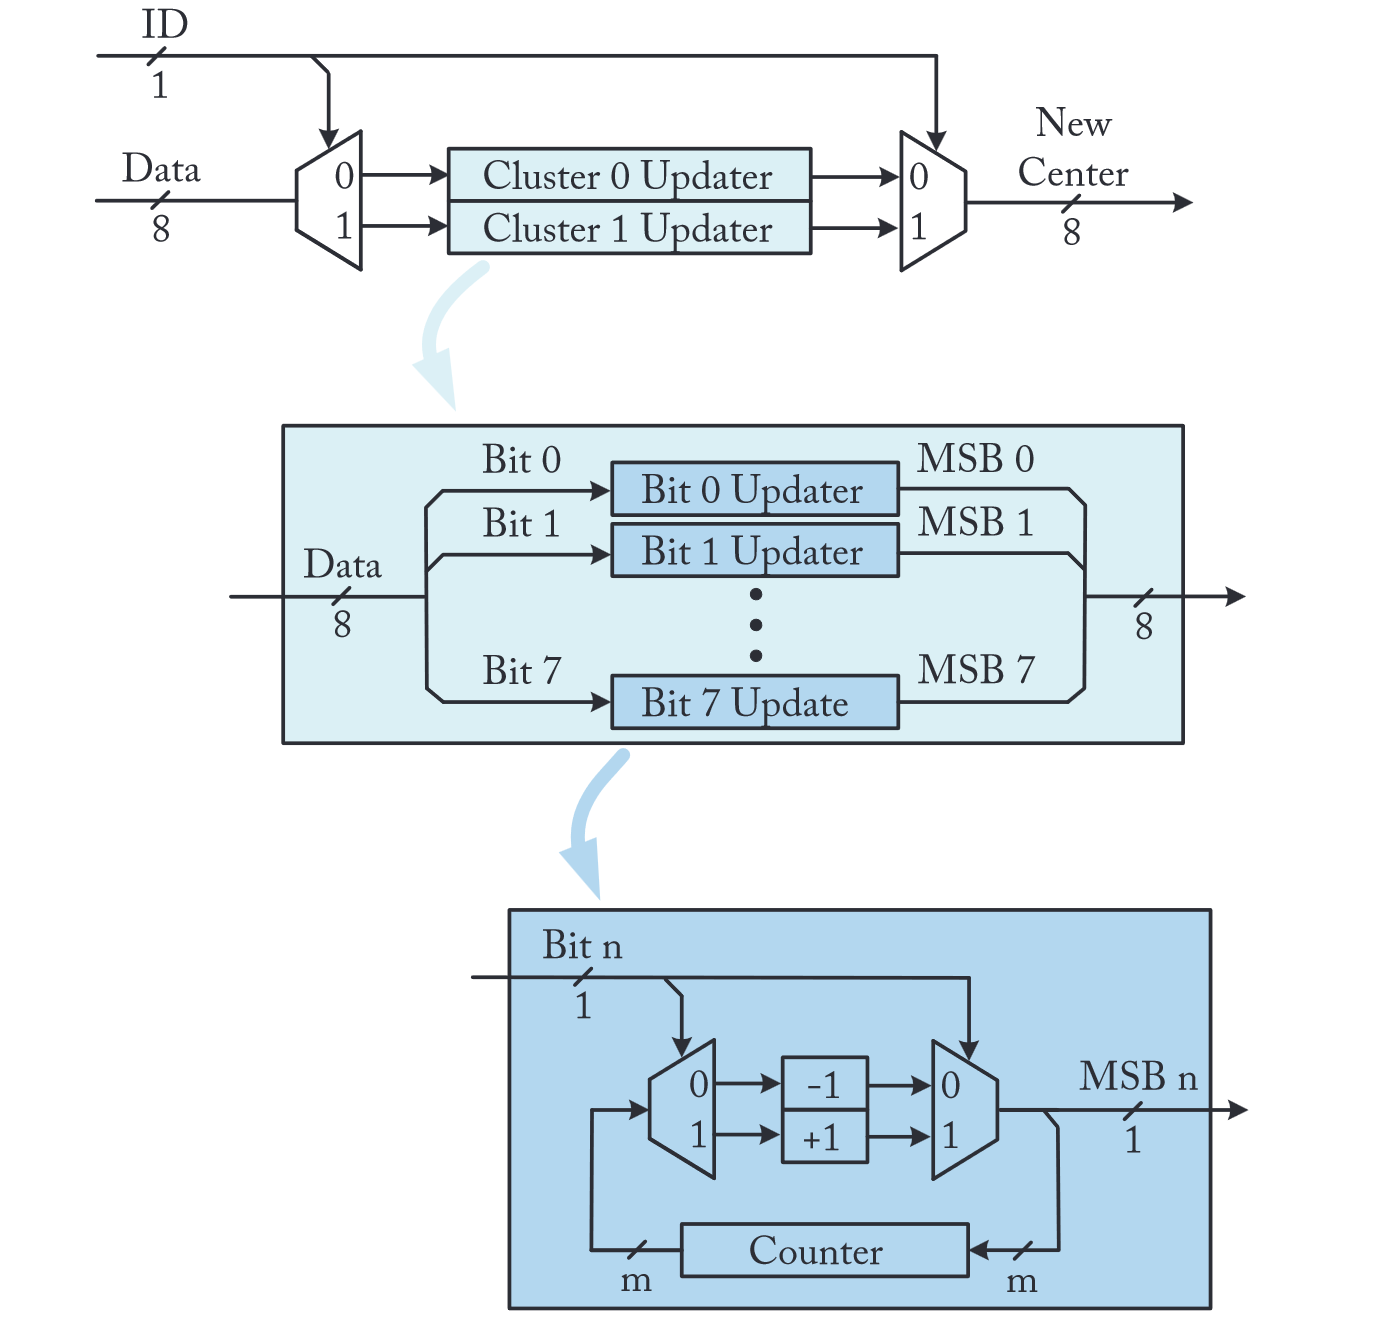 ID
1
Data
8
0
1
Cluster 0 Updater
Cluster 1 Updater
0
1
New
Center
8
Bit 0
Bit 0 Updater
MSB 0
Bit 1
Bit 1 Updater
MSB 1
Data
8
8
Bit 7
Bit 7 Update
MSB 7
Bit n
1
0
1
-1
+1
0
1
MSB n
1
Counter
m
m